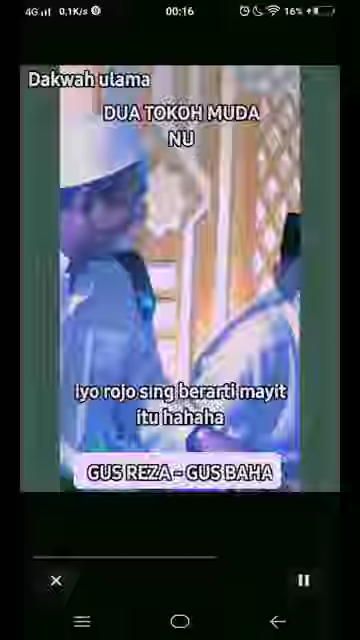 4G 0,1K/s 00:16 16%
Dakwah ulama
DUA TOKOH MUDA
NU
Iyo rojo sing berarti mayit
itu hahaha
GUS REZA - GUS BAHA